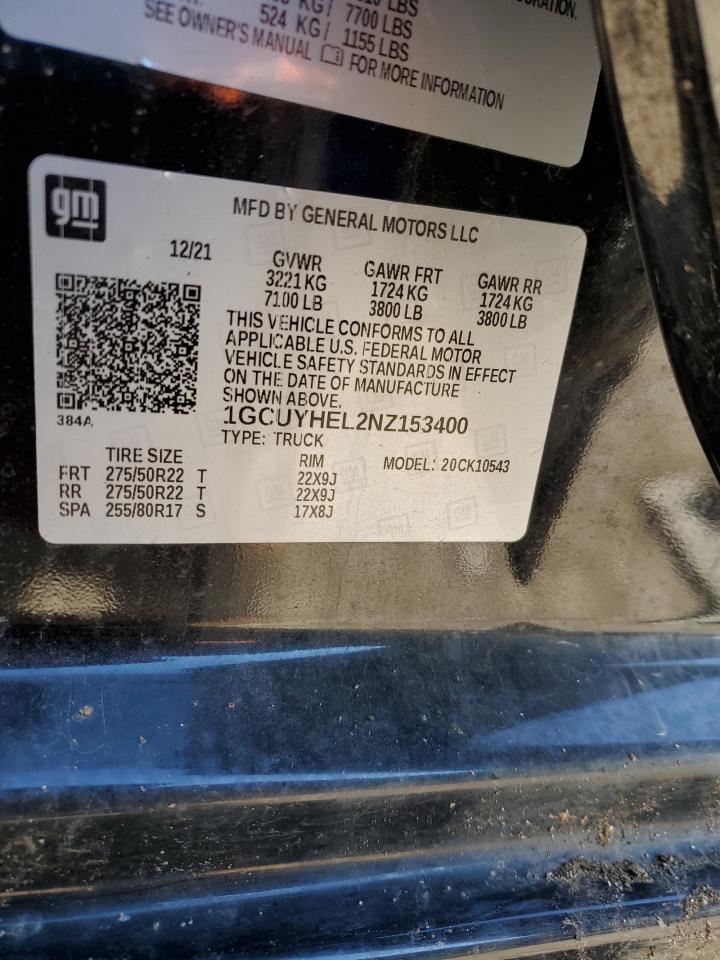 7700 LBS
524 KG/ 1155 LBS
SEE OWNER'S MANUAL FOR MORE INFORMATION
gm
MFD BY GENERAL MOTORS LLC
12/21
GVWR GAWR FRT GAWR RR
3221 KG 1724 KG 1724 KG
7100 LB 3800 LB 3800 LB
THIS VEHICLE CONFORMS TO ALL
APPLICABLE U.S. FEDERAL MOTOR
VEHICLE SAFETY STANDARDS IN EFFECT
ON THE DATE OF MANUFACTURE
SHOWN ABOVE.
384A
1GCUYHEL2NZ153400
TYPE: TRUCK
TIRE SIZE RIM MODEL: 20CK10543
FRT 275/50R22 T 22X9J
RR 275/50R22 T 22X9J
SPA 255/80R17 S 17X8J